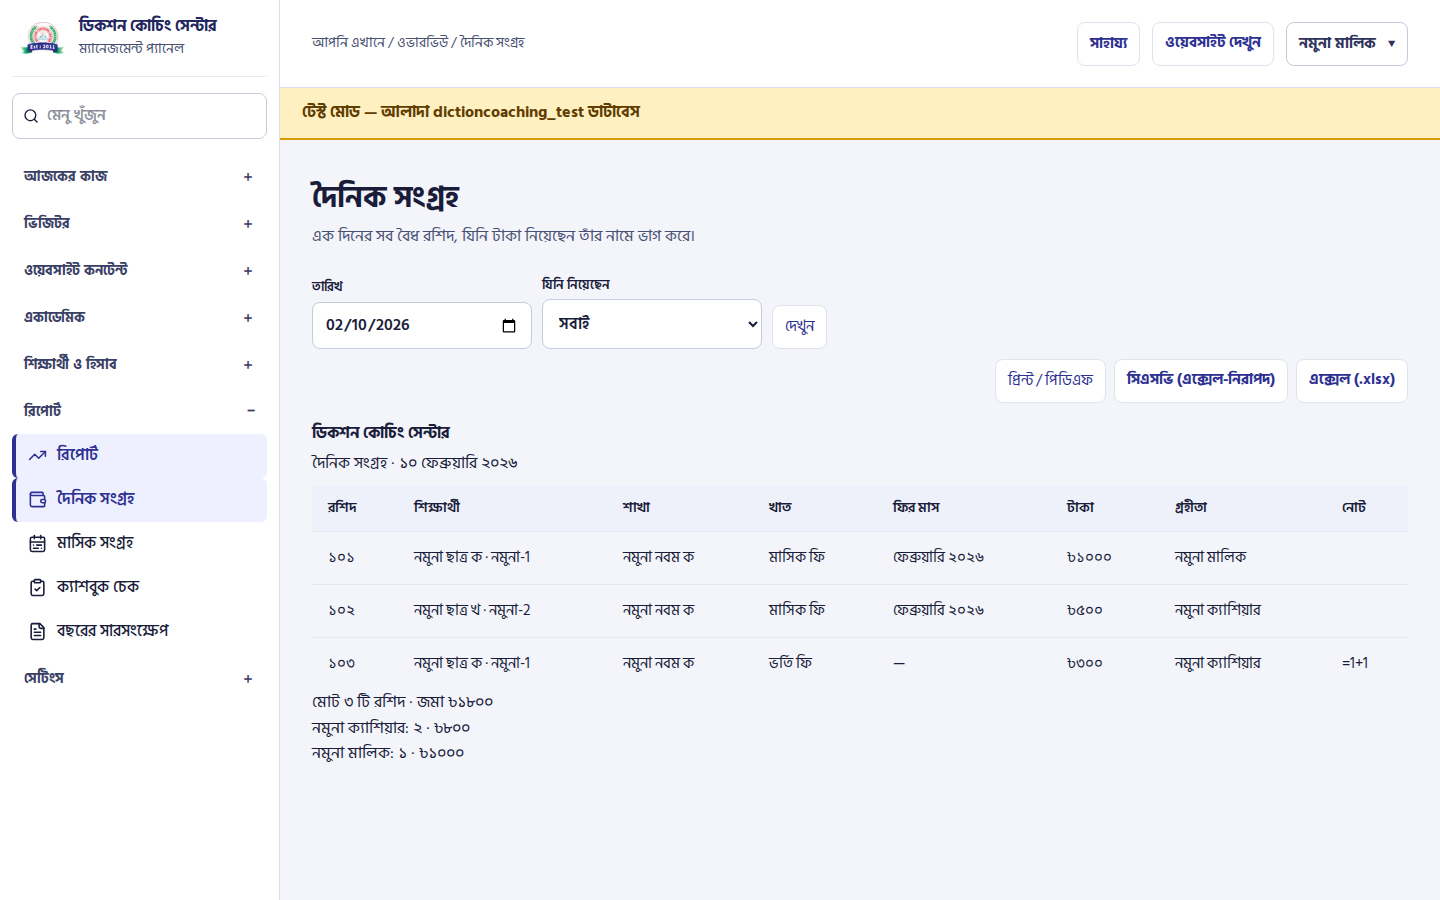 ডিকশন কোচিং সেন্টার
ম্যানেজমেন্ট প্যানেল
মেনু খুঁজুন
আজকের কাজ +
ভিজিটর +
ওয়েবসাইট কনটেন্ট +
একাডেমিক +
শিক্ষার্থী ও হিসাব +
রিপোর্ট −
রিপোর্ট
দৈনিক সংগ্রহ
মাসিক সংগ্রহ
ক্যাশবুক চেক
বছরের সারসংক্ষেপ
সেটিংস +
আপনি এখানে / ওভারভিউ / দৈনিক সংগ্রহ
সাহায্য
ওয়েবসাইট দেখুন
নমুনা মালিক ▾
টেস্ট মোড — আলাদা dictioncoaching_test ডাটাবেস
দৈনিক সংগ্রহ
এক দিনের সব বৈধ রশিদ, যিনি টাকা নিয়েছেন তাঁর নামে ভাগ করে।
তারিখ যিনি নিয়েছেন
02/10/2026 সবাই দেখুন
প্রিন্ট / পিডিএফ সিএসভি (এক্সেল-নিরাপদ) এক্সেল (.xlsx)
ডিকশন কোচিং সেন্টার
দৈনিক সংগ্রহ · ১০ ফেব্রুয়ারি ২০২৬
রশিদ শিক্ষার্থী শাখা খাত ফির মাস টাকা গ্রহীতা নোট
১০১ নমুনা ছাত্র ক · নমুনা-1 নমুনা নবম ক মাসিক ফি ফেব্রুয়ারি ২০২৬ ৳১০০০ নমুনা মালিক
১০২ নমুনা ছাত্র খ · নমুনা-2 নমুনা নবম ক মাসিক ফি ফেব্রুয়ারি ২০২৬ ৳৫০০ নমুনা ক্যাশিয়ার
১০৩ নমুনা ছাত্র ক · নমুনা-1 নমুনা নবম ক ভর্তি ফি — ৳৩০০ নমুনা ক্যাশিয়ার =1+1
মোট ৩ টি রশিদ · জমা ৳১৮০০
নমুনা ক্যাশিয়ার: ২ · ৳৮০০
নমুনা মালিক: ১ · ৳১০০০